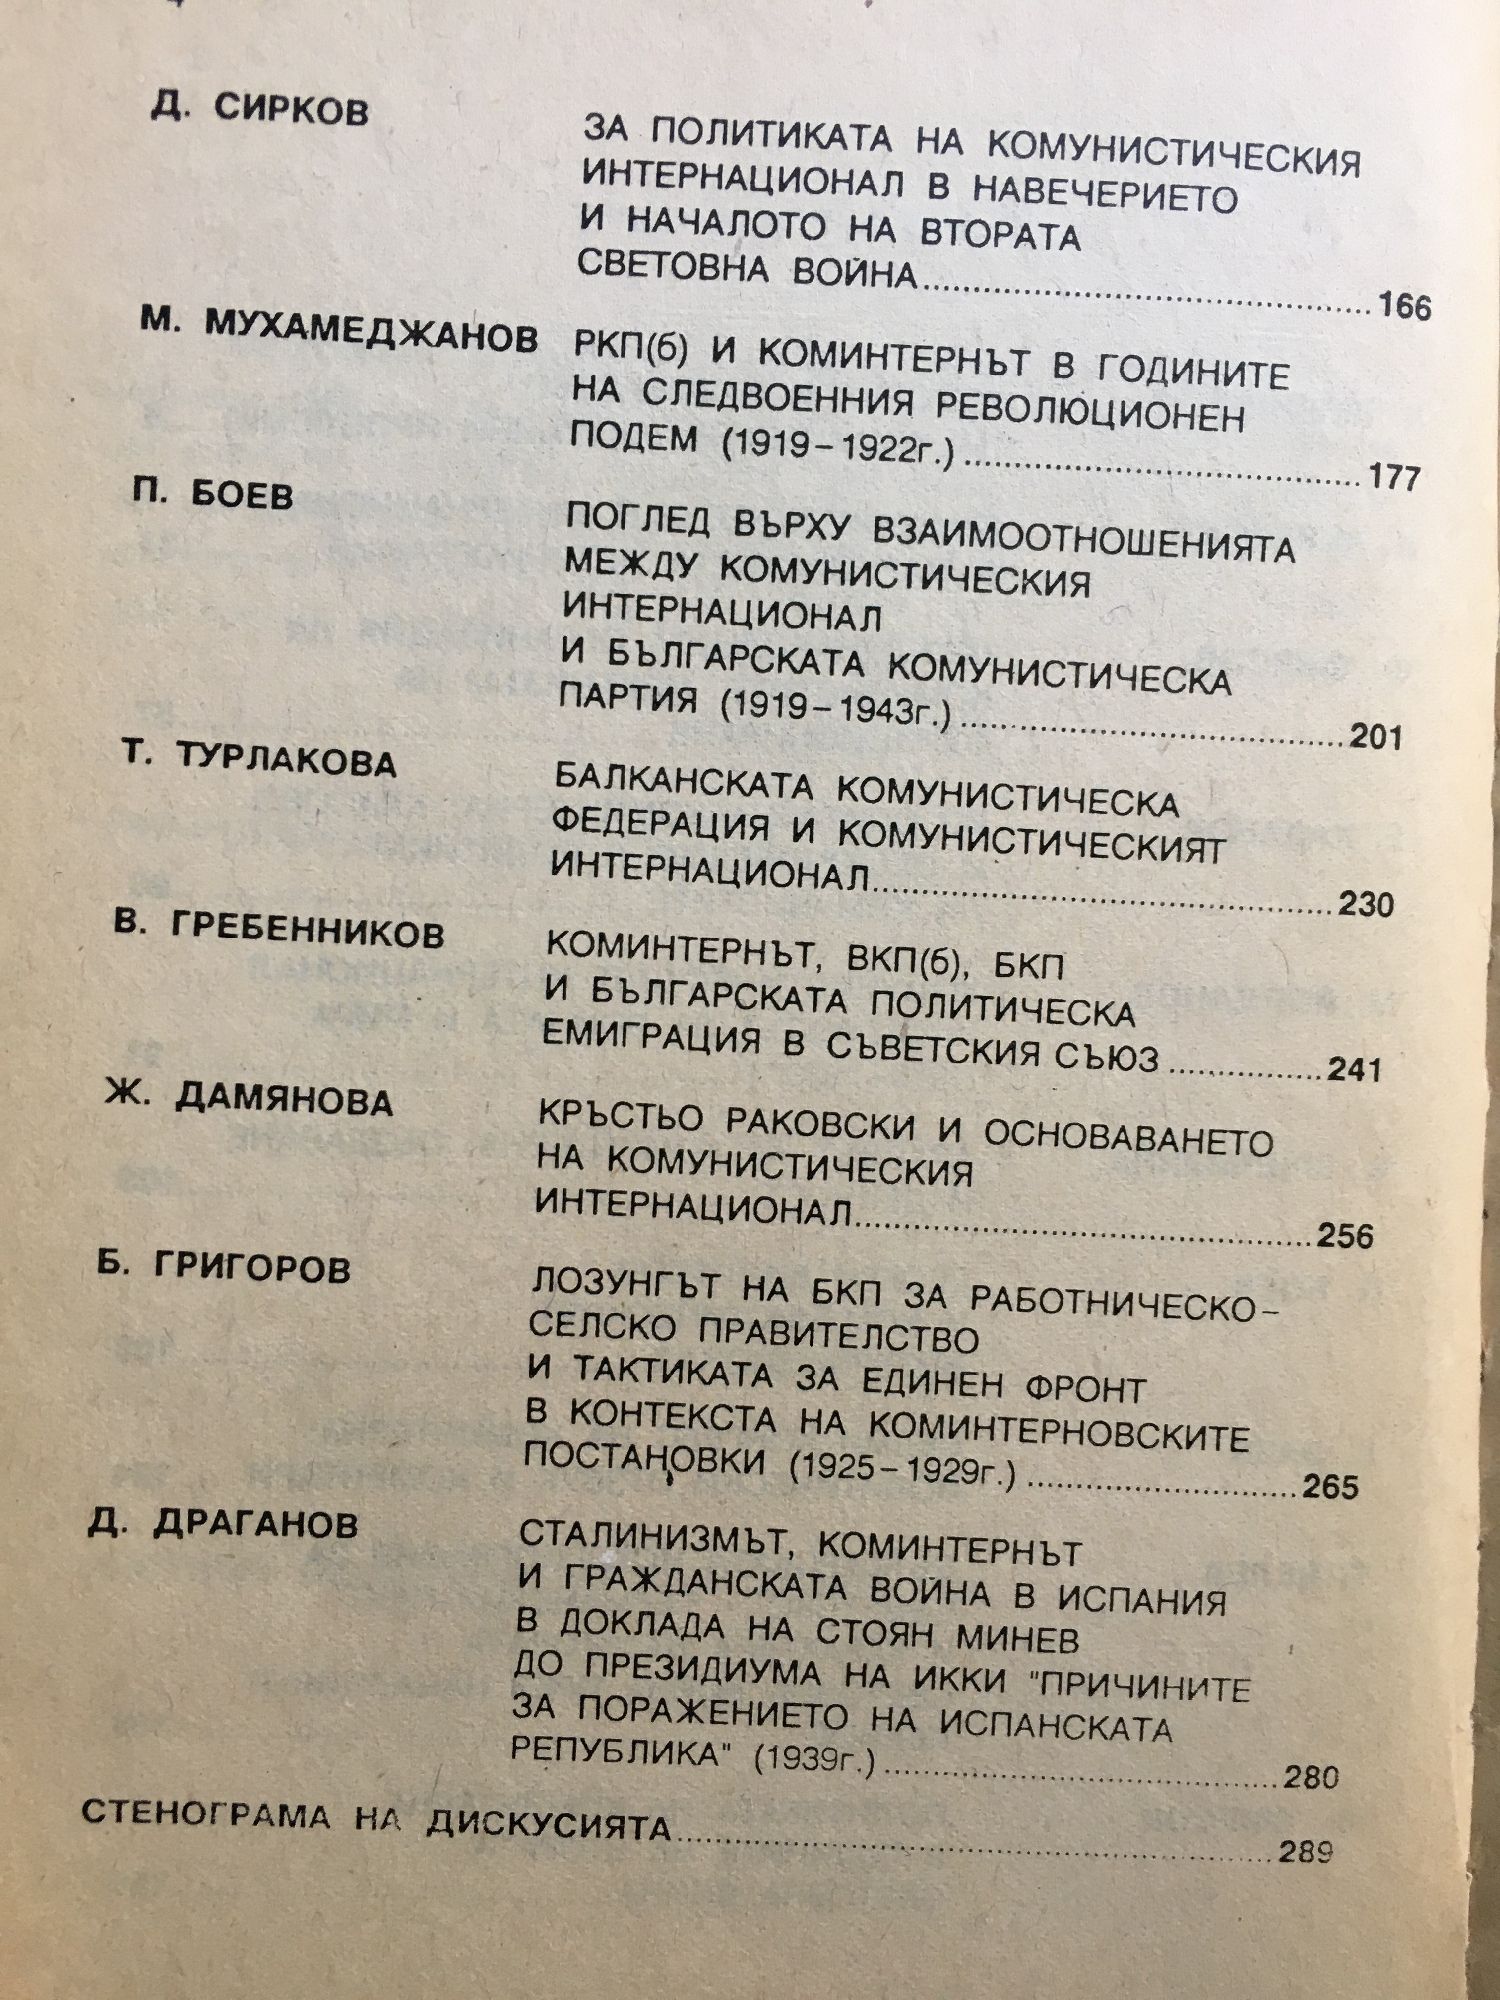 Д. СИРКОВ
ЗА ПОЛИТИКАТА НА КОМУНИСТИЧЕСКИЯ
ИНТЕРНАЦИОНАЛ В НАВЕЧЕРИЕТО
И НАЧАЛОТО НА ВТОРАТА
СВЕТОВНА ВОЙНА.............................................166
М. МУХАМЕДЖАНОВ РКП(б) И КОМИНТЕРНЪТ В ГОДИНИТЕ
НА СЛЕДВОЕННИЯ РЕВОЛЮЦИОНЕН
ПОДЕМ (1919–1922г.)........................................177
П. БОЕВ
ПОГЛЕД ВЪРХУ ВЗАИМООТНОШЕНИЯТА
МЕЖДУ КОМУНИСТИЧЕСКИЯ
ИНТЕРНАЦИОНАЛ
И БЪЛГАРСКАТА КОМУНИСТИЧЕСКА
ПАРТИЯ (1919–1943г.).......................................201
Т. ТУРЛАКОВА
БАЛКАНСКАТА КОМУНИСТИЧЕСКА
ФЕДЕРАЦИЯ И КОМУНИСТИЧЕСКИЯТ
ИНТЕРНАЦИОНАЛ..............................................230
В. ГРЕБЕННИКОВ
КОМИНТЕРНЪТ, ВКП(б), БКП
И БЪЛГАРСКАТА ПОЛИТИЧЕСКА
ЕМИГРАЦИЯ В СЪВЕТСКИЯ СЪЮЗ ................241
Ж. ДАМЯНОВА
КРЪСТЬО РАКОВСКИ И ОСНОВАВАНЕТО
НА КОМУНИСТИЧЕСКИЯ
ИНТЕРНАЦИОНАЛ..............................................256
Б. ГРИГОРОВ
ЛОЗУНГЪТ НА БКП ЗА РАБОТНИЧЕСКО–
СЕЛСКО ПРАВИТЕЛСТВО
И ТАКТИКАТА ЗА ЕДИНЕН ФРОНТ
В КОНТЕКСТА НА КОМИНТЕРНОВСКИТЕ
ПОСТАНОВКИ (1925–1929г.) ...........................265
Д. ДРАГАНОВ
СТАЛИНИЗМЪТ, КОМИНТЕРНЪТ
И ГРАЖДАНСКАТА ВОЙНА В ИСПАНИЯ
В ДОКЛАДА НА СТОЯН МИНЕВ
ДО ПРЕЗИДИУМА НА ИККИ "ПРИЧИНИТЕ
ЗА ПОРАЖЕНИЕТО НА ИСПАНСКАТА
РЕПУБЛИКА" (1939г.)........................................280
СТЕНОГРАМА НА ДИСКУСИЯТА............................................................289